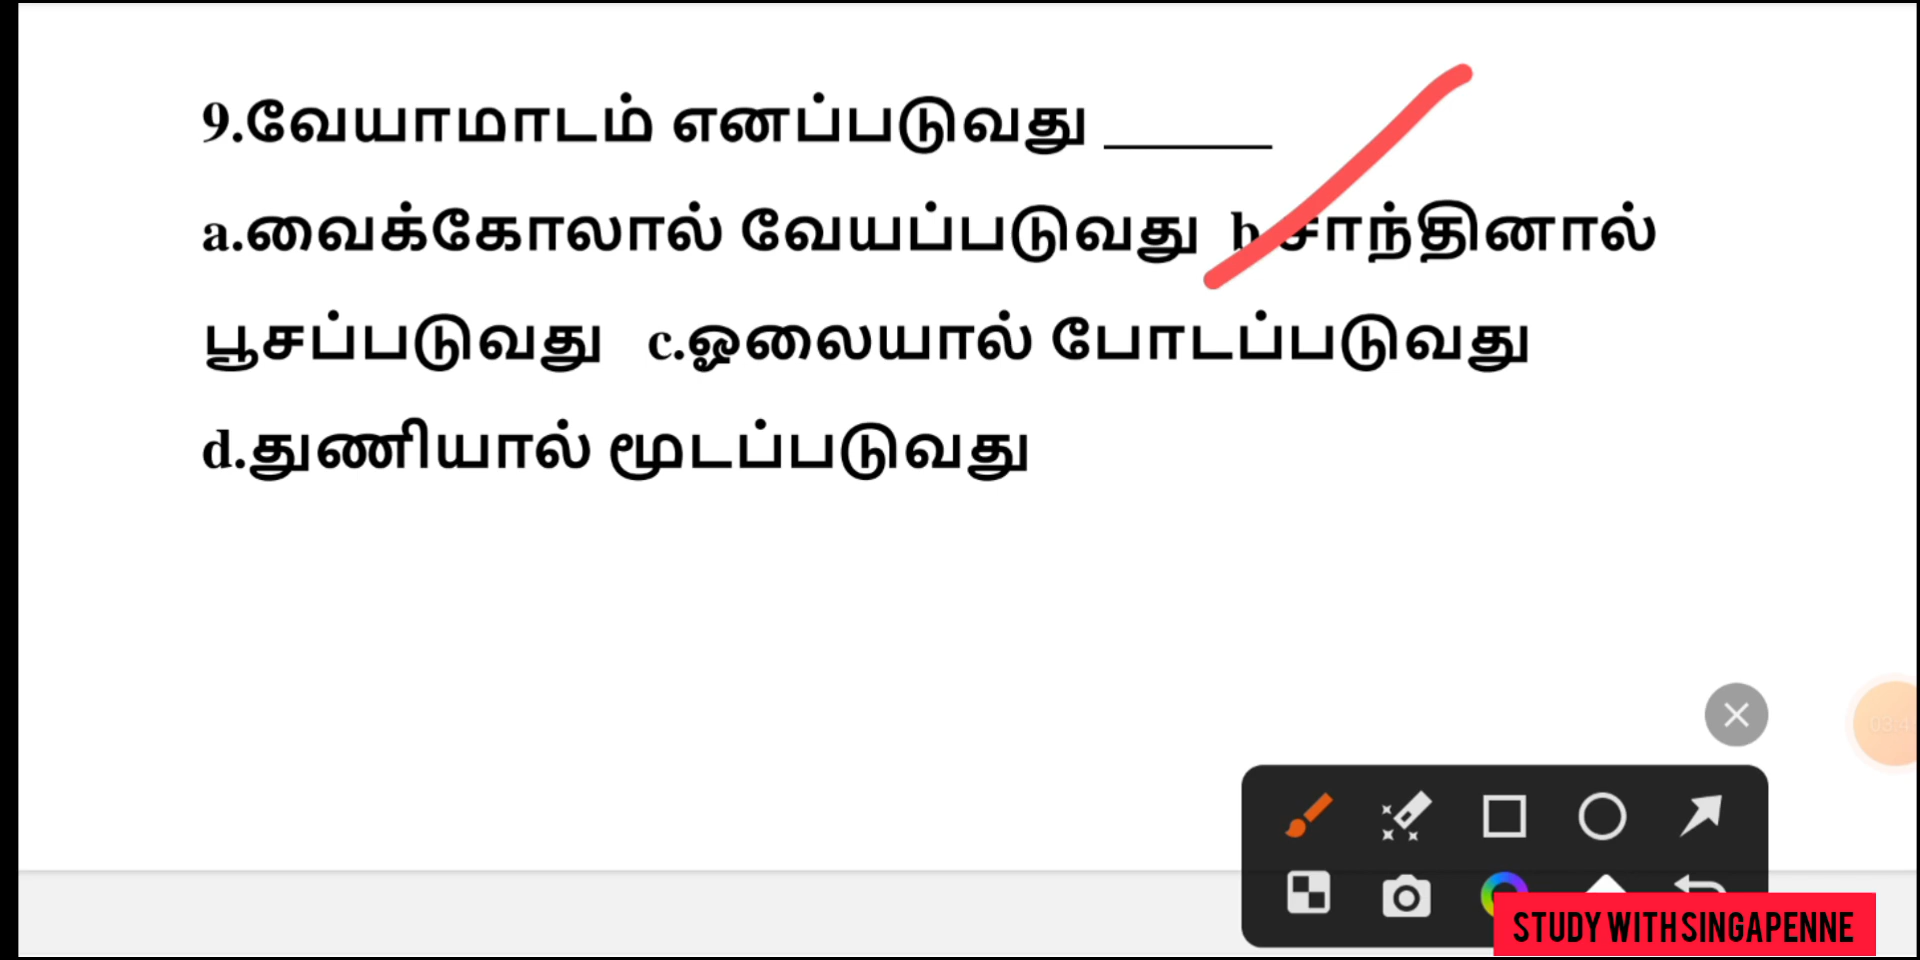 9.வேயாமாடம் எனப்படுவது ______
a.வைக்கோலால் வேயப்படுவது b.சாந்தினால்
பூசப்படுவது c.ஓலையால் போடப்படுவது
d.துணியால் மூடப்படுவது
STUDY WITH SINGAPENNE